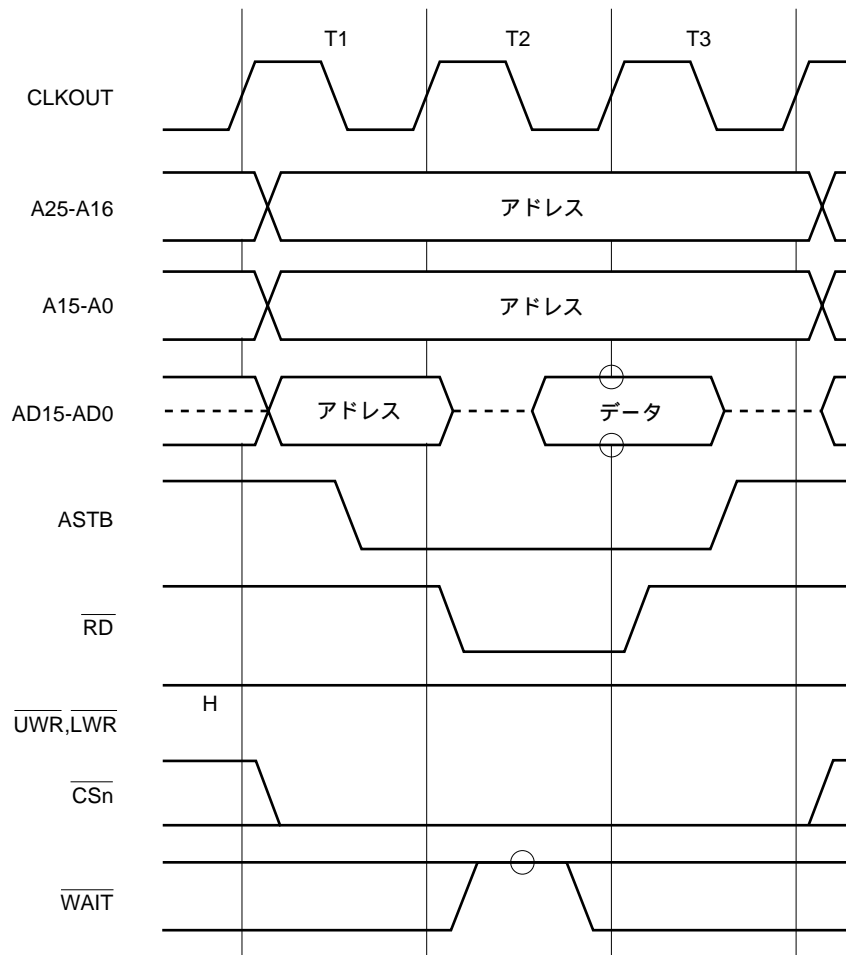 T1 T2 T3
CLKOUT
A25-A16 アドレス
A15-A0 アドレス
AD15-AD0 アドレス データ
ASTB
RD
H
UWR,LWR
CSn
WAIT